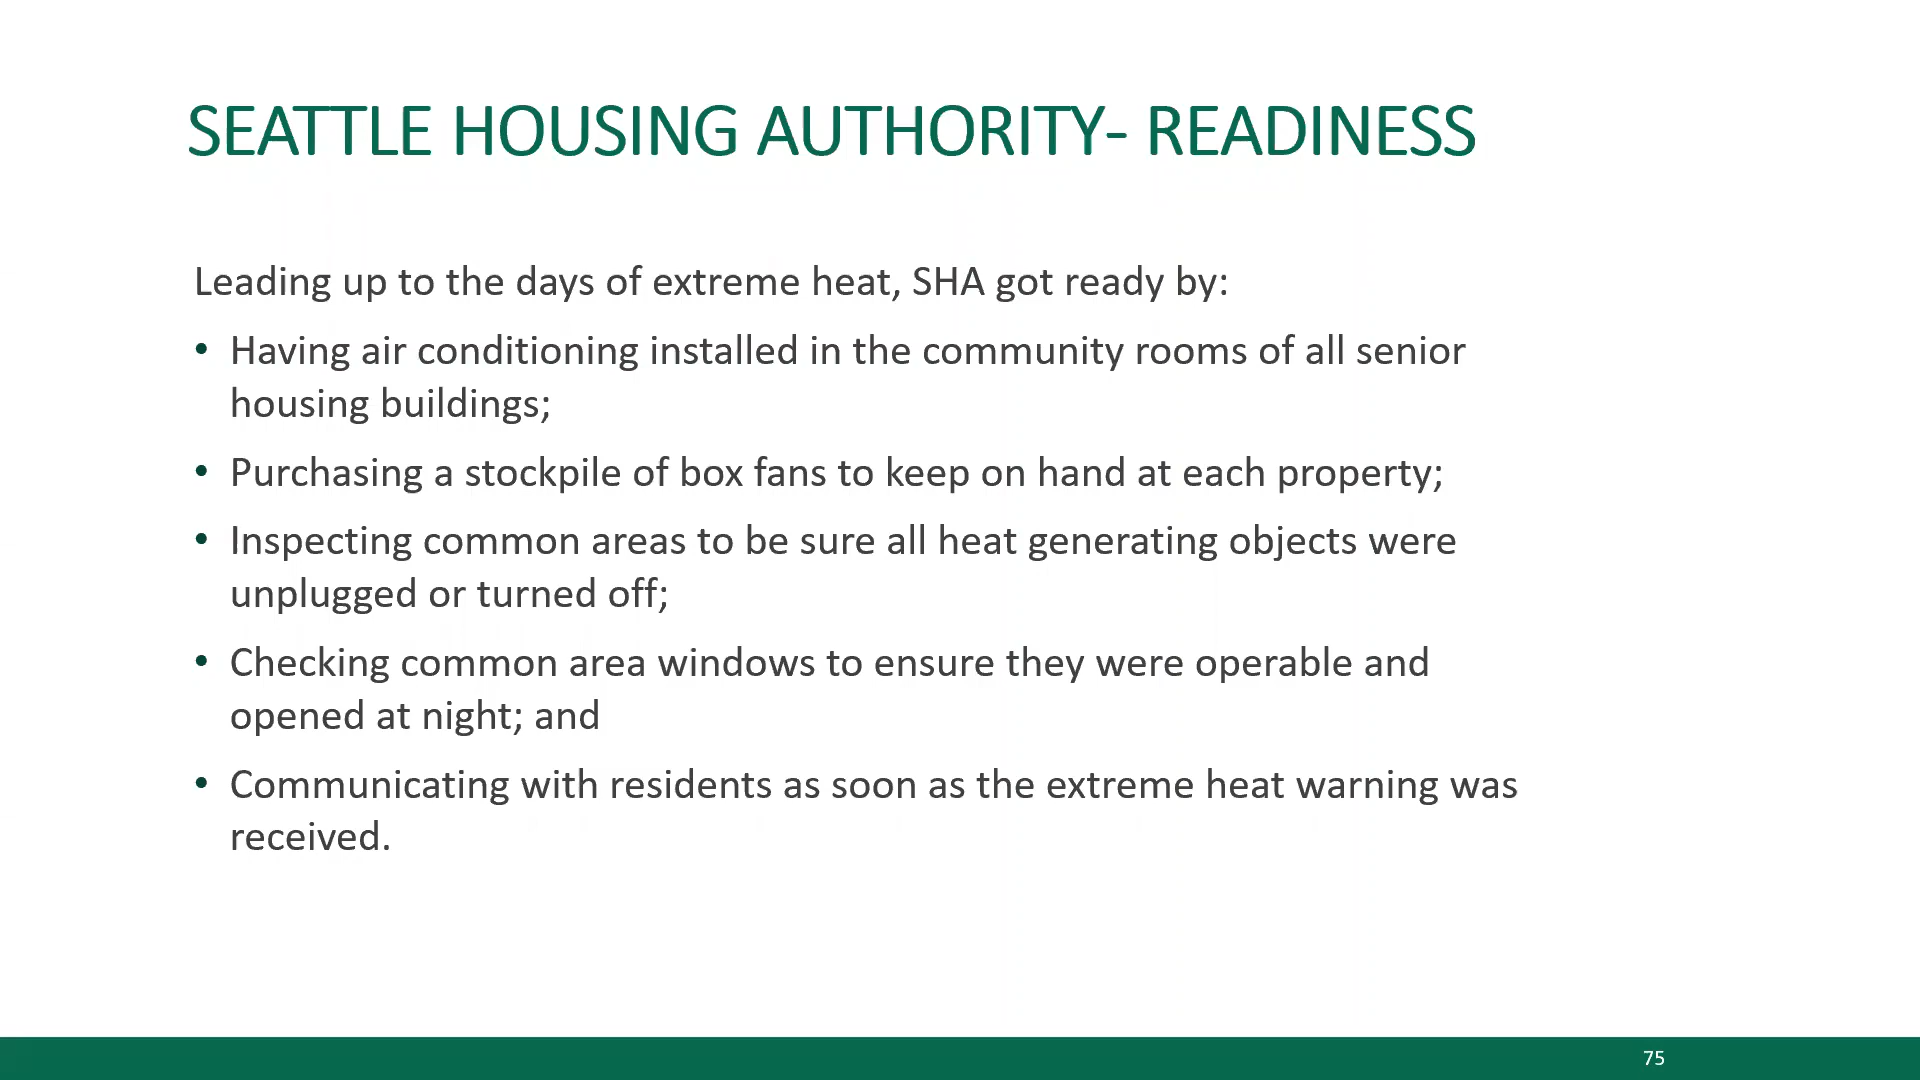 SEATTLE HOUSING AUTHORITY- READINESS
Leading up to the days of extreme heat, SHA got ready by:
• Having air conditioning installed in the community rooms of all senior
housing buildings;
• Purchasing a stockpile of box fans to keep on hand at each property;
• Inspecting common areas to be sure all heat generating objects were
unplugged or turned off;
• Checking common area windows to ensure they were operable and
opened at night; and
• Communicating with residents as soon as the extreme heat warning was
received.
75